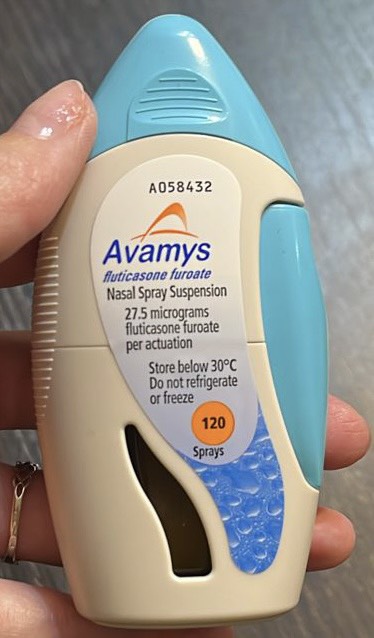 A058432
Avamys
fluticasone furoate
Nasal Spray Suspension
27.5 micrograms
fluticasone furoate
per actuation
Store below 30°C
Do not refrigerate
or freeze
120
Sprays